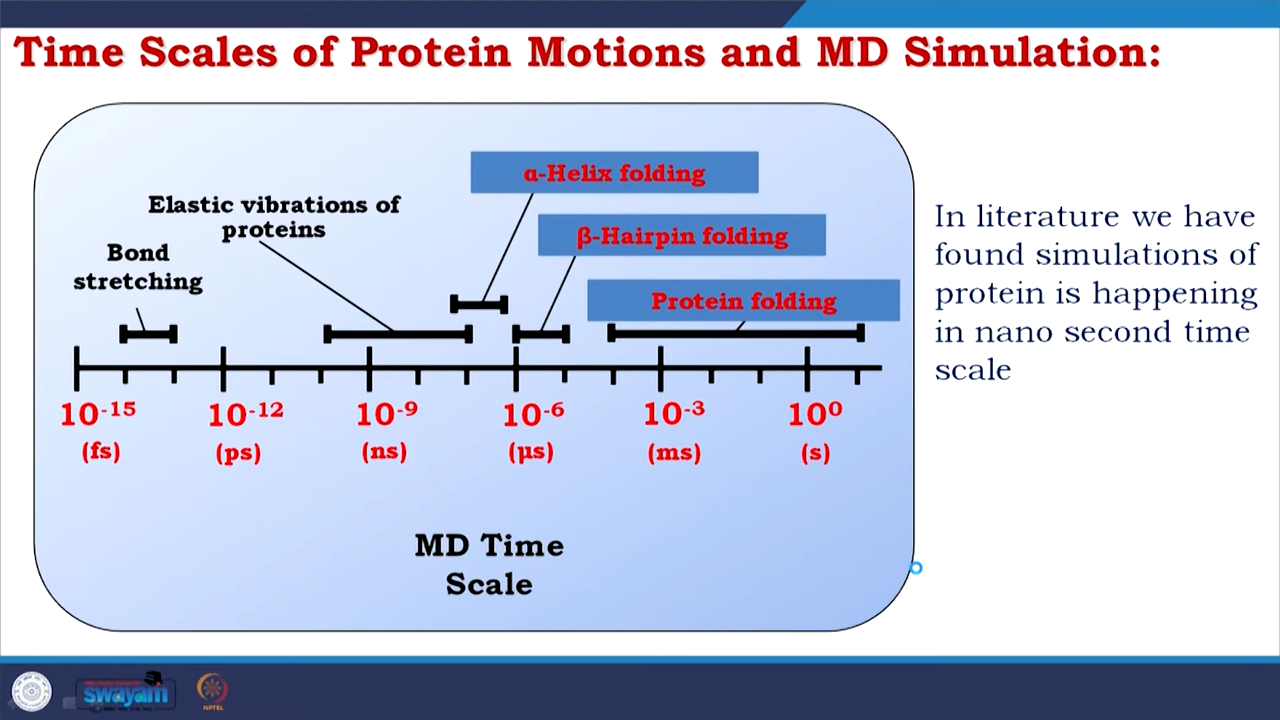 Time Scales of Protein Motions and MD Simulation:
α-Helix folding
Elastic vibrations of
proteins
β-Hairpin folding
Bond
stretching
Protein folding
10⁻¹⁵ 10⁻¹² 10⁻⁹ 10⁻⁶ 10⁻³ 10⁰
(fs) (ps) (ns) (µs) (ms) (s)
MD Time
Scale
In literature we have
found simulations of
protein is happening
in nano second time
scale
swayam
NPTEL